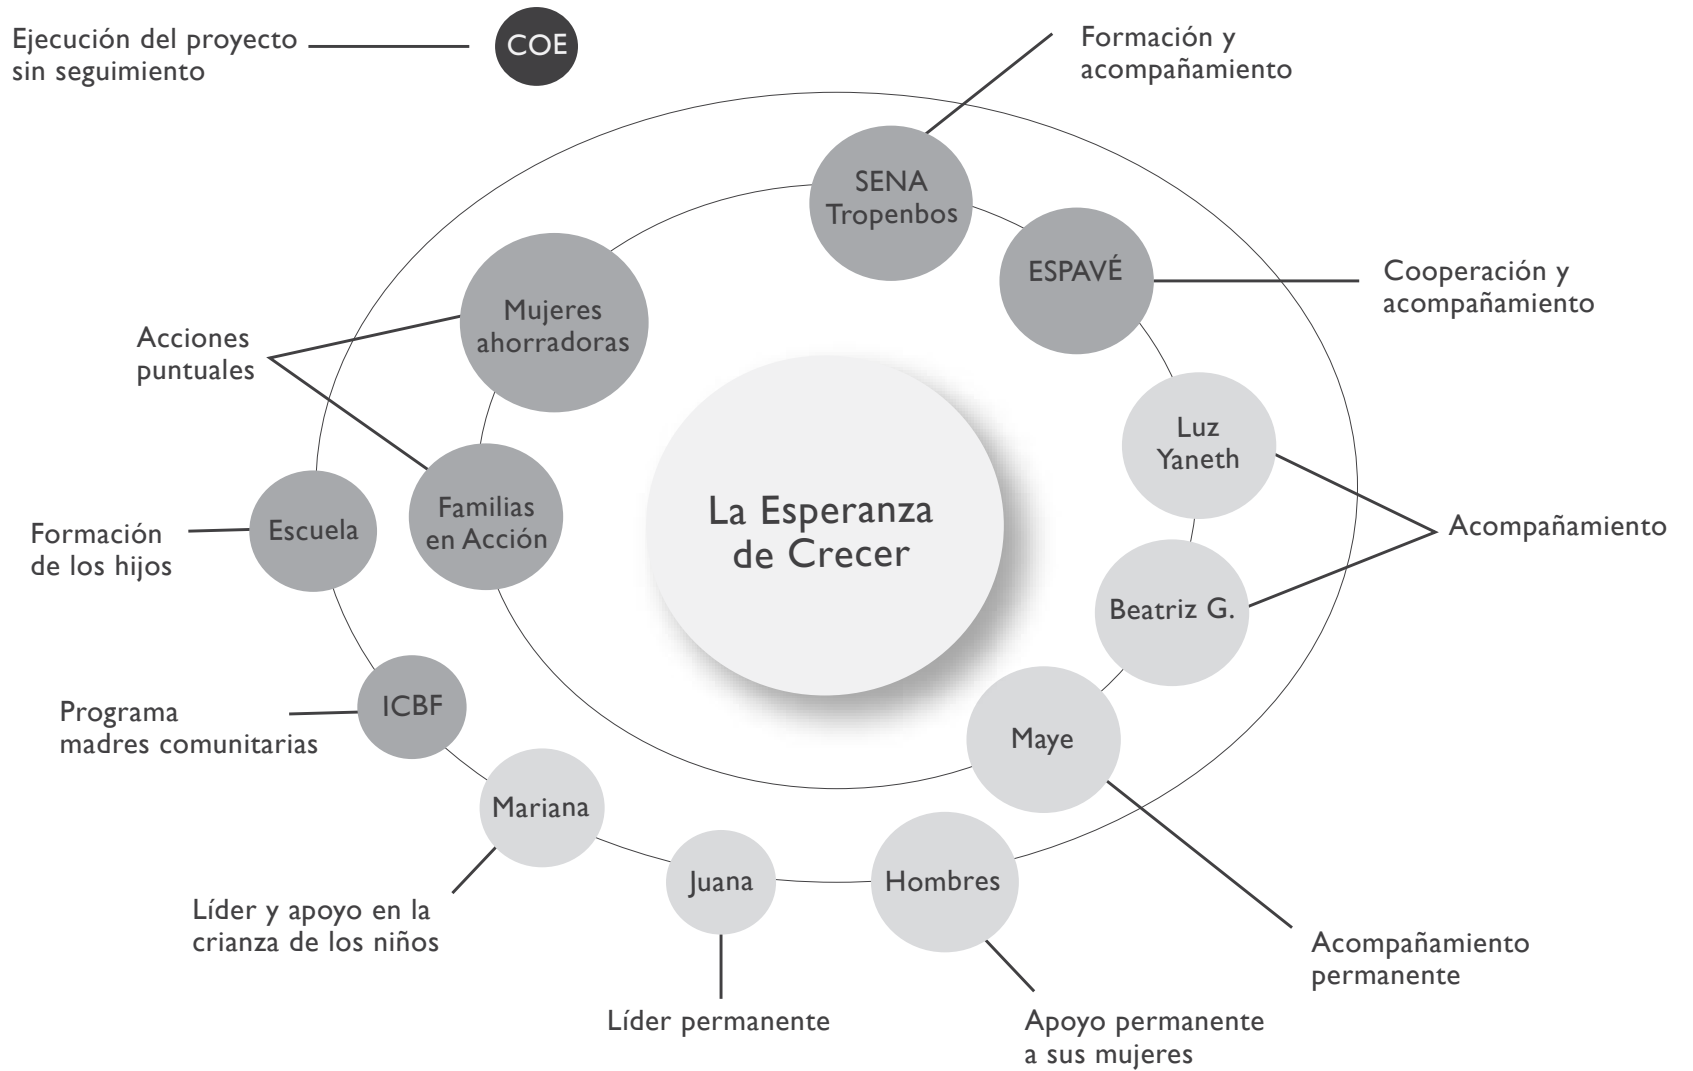 Ejecución del proyecto
sin seguimiento
COE
Formación y
acompañamiento
SENA
Tropenbos
ESPAVÉ
Cooperación y
acompañamiento
Mujeres
ahorradoras
Acciones
puntuales
Luz
Yaneth
Familias
en Acción
La Esperanza
de Crecer
Acompañamiento
Escuela
Formación
de los hijos
Beatriz G.
ICBF
Programa
madres comunitarias
Maye
Mariana
Juana
Hombres
Líder y apoyo en la
crianza de los niños
Acompañamiento
permanente
Líder permanente
Apoyo permanente
a sus mujeres